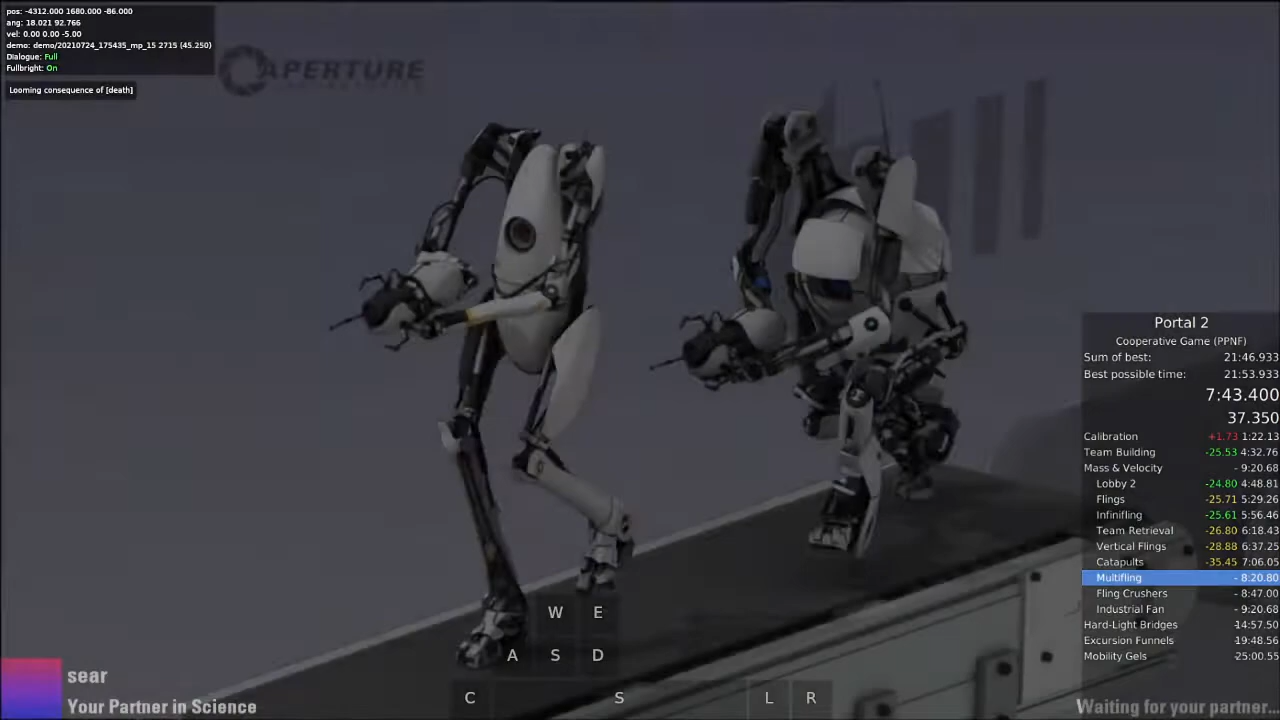 pos: -4312.000 1680.000 -86.000
ang: 18.021 92.766
vel: 0.00 0.00 -5.00
demo: demo/20210724_175435_mp_15 2715 (45.250)
Dialogue: Full
Fullbright: On
Looming consequence of [death]
APERTURE
Portal 2
Cooperative Game (PPNF)
Sum of best: 21:46.933
Best possible time: 21:53.933
7:43.400
37.350
Calibration +1.73 1:22.13
Team Building -25.53 4:32.76
Mass & Velocity - 9:20.68
Lobby 2 -24.80 4:48.81
Flings -25.71 5:29.26
Infinifling -25.61 5:56.46
Team Retrieval -26.80 6:18.43
Vertical Flings -28.88 6:37.25
Catapults -35.45 7:06.05
Multifling - 8:20.80
Fling Crushers - 8:47.00
Industrial Fan - 9:20.68
Hard-Light Bridges -14:57.50
Excursion Funnels -19:48.56
Mobility Gels -25:00.55
W E
A S D
C S L R
sear
Your Partner in Science
Waiting for your partner...